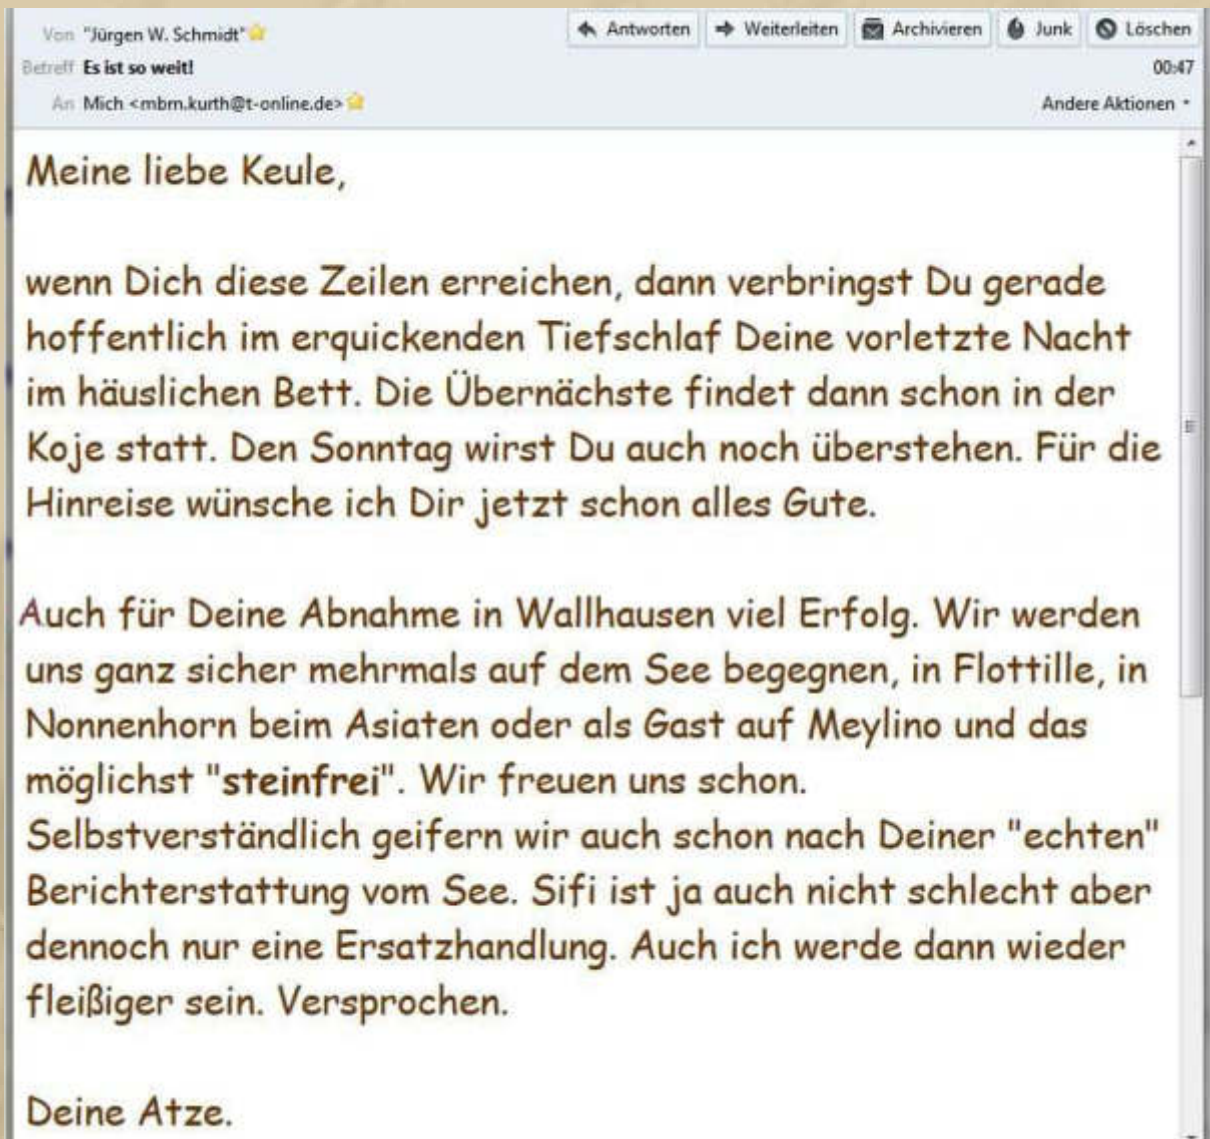 Von "Jürgen W. Schmidt"
Antworten Weiterleiten Archivieren Junk Löschen
Betreff Es ist so weit!
00:47
An Mich <mbm.kurth@t-online.de>
Andere Aktionen
Meine liebe Keule,
wenn Dich diese Zeilen erreichen, dann verbringst Du gerade
hoffentlich im erquickenden Tiefschlaf Deine vorletzte Nacht
im häuslichen Bett. Die Übernächste findet dann schon in der
Koje statt. Den Sonntag wirst Du auch noch überstehen. Für die
Hinreise wünsche ich Dir jetzt schon alles Gute.
Auch für Deine Abnahme in Wallhausen viel Erfolg. Wir werden
uns ganz sicher mehrmals auf dem See begegnen, in Flottille, in
Nonnenhorn beim Asiaten oder als Gast auf Meylino und das
möglichst "steinfrei". Wir freuen uns schon.
Selbstverständlich geifern wir auch schon nach Deiner "echten"
Berichterstattung vom See. Sifi ist ja auch nicht schlecht aber
dennoch nur eine Ersatzhandlung. Auch ich werde dann wieder
fleißiger sein. Versprochen.
Deine Atze.